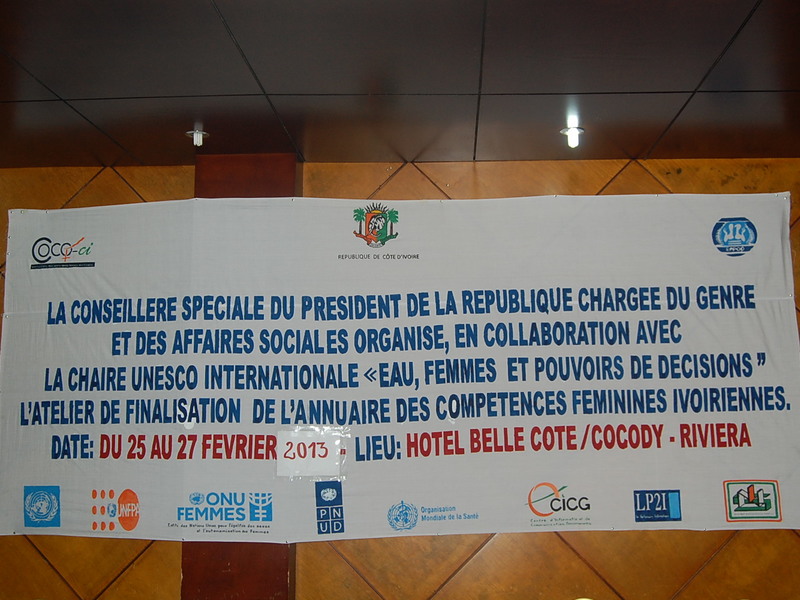 COCO-ci
REPUBLIQUE DE CÔTE D'IVOIRE
LA CONSEILLERE SPECIALE DU PRESIDENT DE LA REPUBLIQUE CHARGEE DU GENRE
ET DES AFFAIRES SOCIALES ORGANISE, EN COLLABORATION AVEC
LA CHAIRE UNESCO INTERNATIONALE «EAU, FEMMES ET POUVOIRS DE DECISIONS"
L'ATELIER DE FINALISATION DE L'ANNUAIRE DES COMPETENCES FEMININES IVOIRIENNES.
DATE: DU 25 AU 27 FEVRIER 2013 - LIEU: HOTEL BELLE COTE/COCODY - RIVIERA
UNFPA
ONU
FEMMES
Entité des Nations Unies pour l'égalité des sexes
et l'autonomisation des femmes
PN
UD
Organisation
Mondiale de la Santé
CICG
LP2I